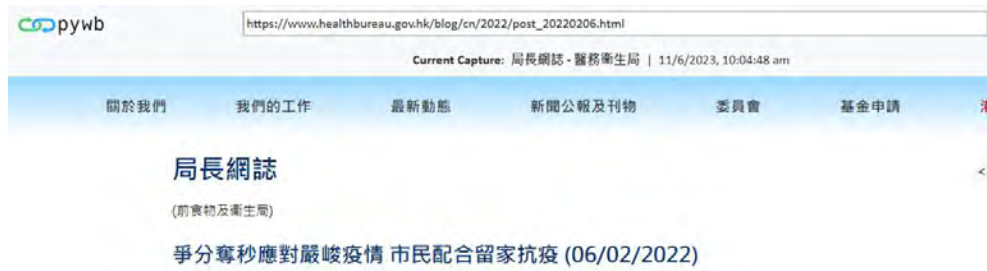 pywb
https://www.healthbureau.gov.hk/blog/cn/2022/post_20220206.html
Current Capture: 局長網誌 - 醫務衞生局 | 11/6/2023, 10:04:48 am
關於我們 我們的工作 最新動態 新聞公報及刊物 委員會 基金申請
局長網誌
<
(前食物及衞生局)
爭分奪秒應對嚴峻疫情 市民配合留家抗疫 (06/02/2022)